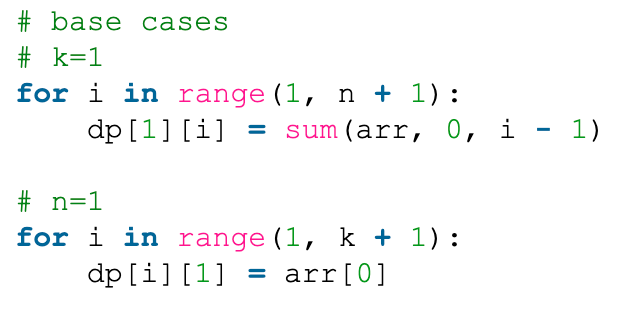 # base cases
# k=1
for i in range(1, n + 1):
    dp[1][i] = sum(arr, 0, i - 1)

# n=1
for i in range(1, k + 1):
    dp[i][1] = arr[0]